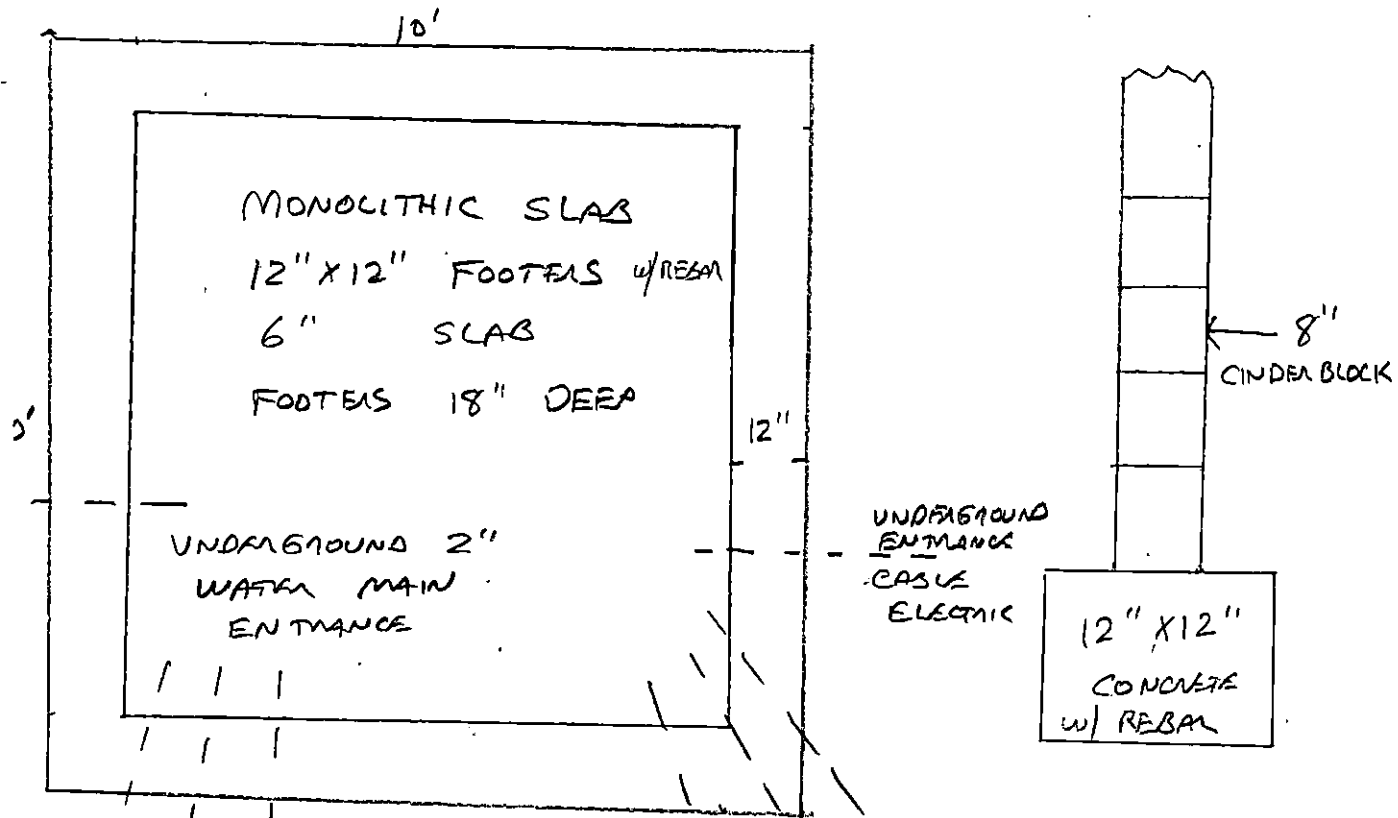 10'
MONOLITHIC SLAB
12" X 12" FOOTERS w/REBAR
6" SLAB
FOOTERS 18" DEEP
12"
UNDERGROUND 2"
WATER MAIN
ENTRANCE
UNDERGROUND
ENTRANCE
CABLE
ELECTRIC
8"
CINDER BLOCK
12" X 12"
CONCRETE
w/ REBAR